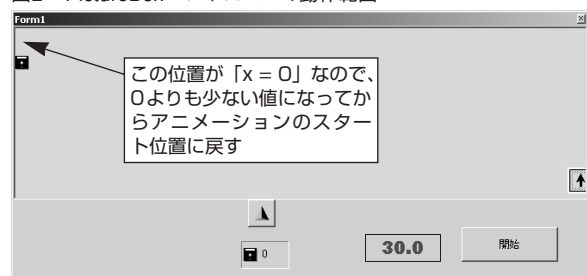 Form1
この位置が「x = 0」なので、
0よりも少ない値になってか
らアニメーションのスター
ト位置に戻す
0
30.0
開始